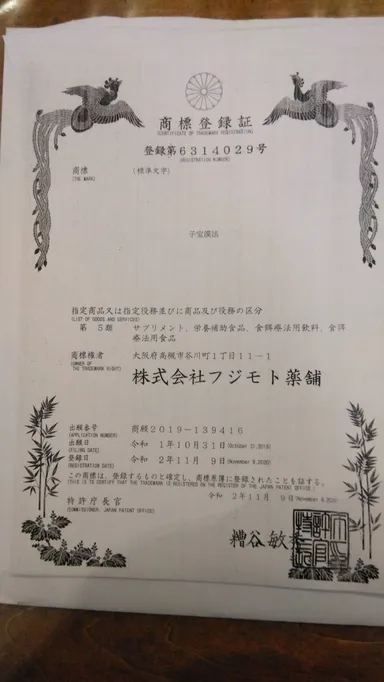 商標登録証
(CERTIFICATE OF TRADEMARK REGISTRATION)
登録第6314029号
(REGISTRATION NUMBER)
商標
(THE MARK)
(標準文字)
子宝漢法
指定商品又は指定役務並びに商品及び役務の区分
(LIST OF GOODS AND SERVICES)
第 5類 サプリメント、栄養補助食品、食餌療法用飲料、食餌
療法用食品
商標権者
(OWNER OF THE TRADEMARK RIGHT)
大阪府高槻市谷川町1丁目11-1
株式会社フジモト薬舗
出願番号 商願2019-139416
(APPLICATION NUMBER)
出願日 令和 1年10月31日(October 31,2019)
(FILING DATE)
登録日 令和 2年11月 9日(November 9,2020)
(REGISTRATION DATE)
この商標は、登録するものと確定し、商標原簿に登録されたことを証する。
(THIS IS TO CERTIFY THAT THE TRADEMARK IS REGISTERED ON THE REGISTER OF THE JAPAN PATENT OFFICE.)
令和 2年11月 9日(November 9,2020)
特許庁長官
(COMMISSIONER, JAPAN PATENT OFFICE)
糟谷敏秀